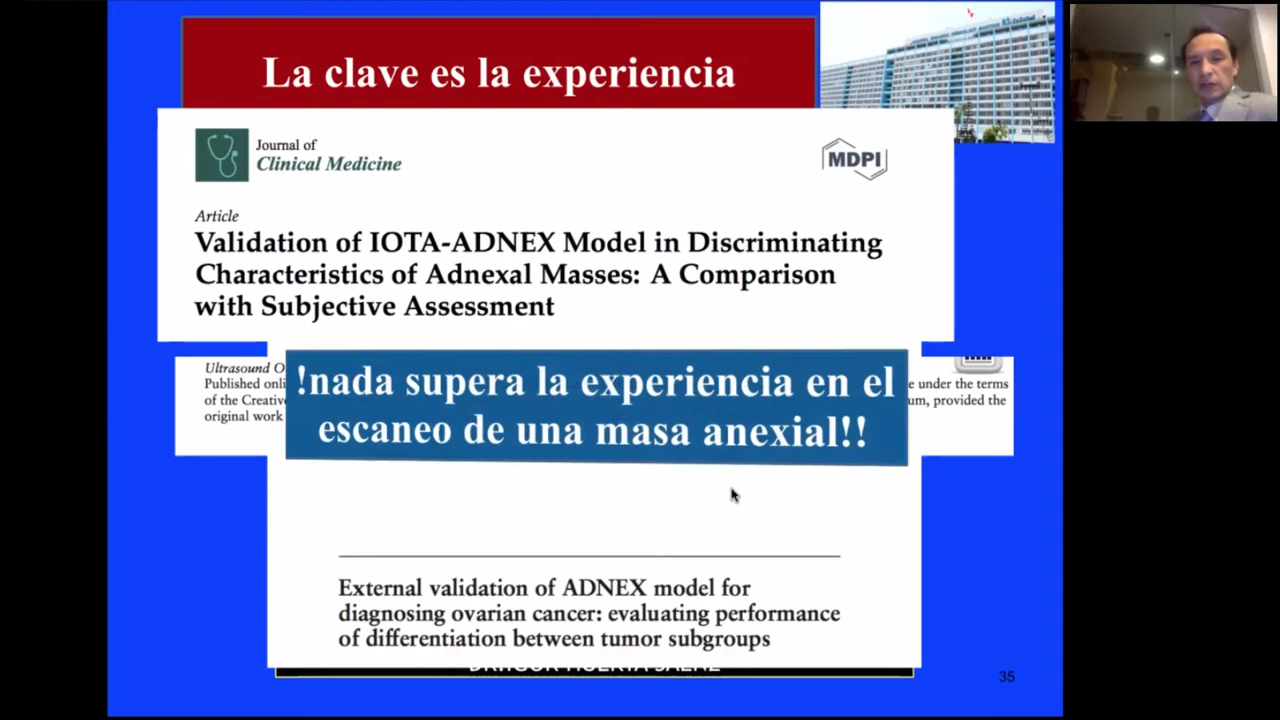 La clave es la experiencia
Journal of
Clinical Medicine
MDPI
Article
Validation of IOTA-ADNEX Model in Discriminating
Characteristics of Adnexal Masses: A Comparison
with Subjective Assessment
Ultrasound O
Published onli
of the Creative
original work
e under the terms
um, provided the
!nada supera la experiencia en el
escaneo de una masa anexial!!
External validation of ADNEX model for
diagnosing ovarian cancer: evaluating performance
of differentiation between tumor subgroups
35